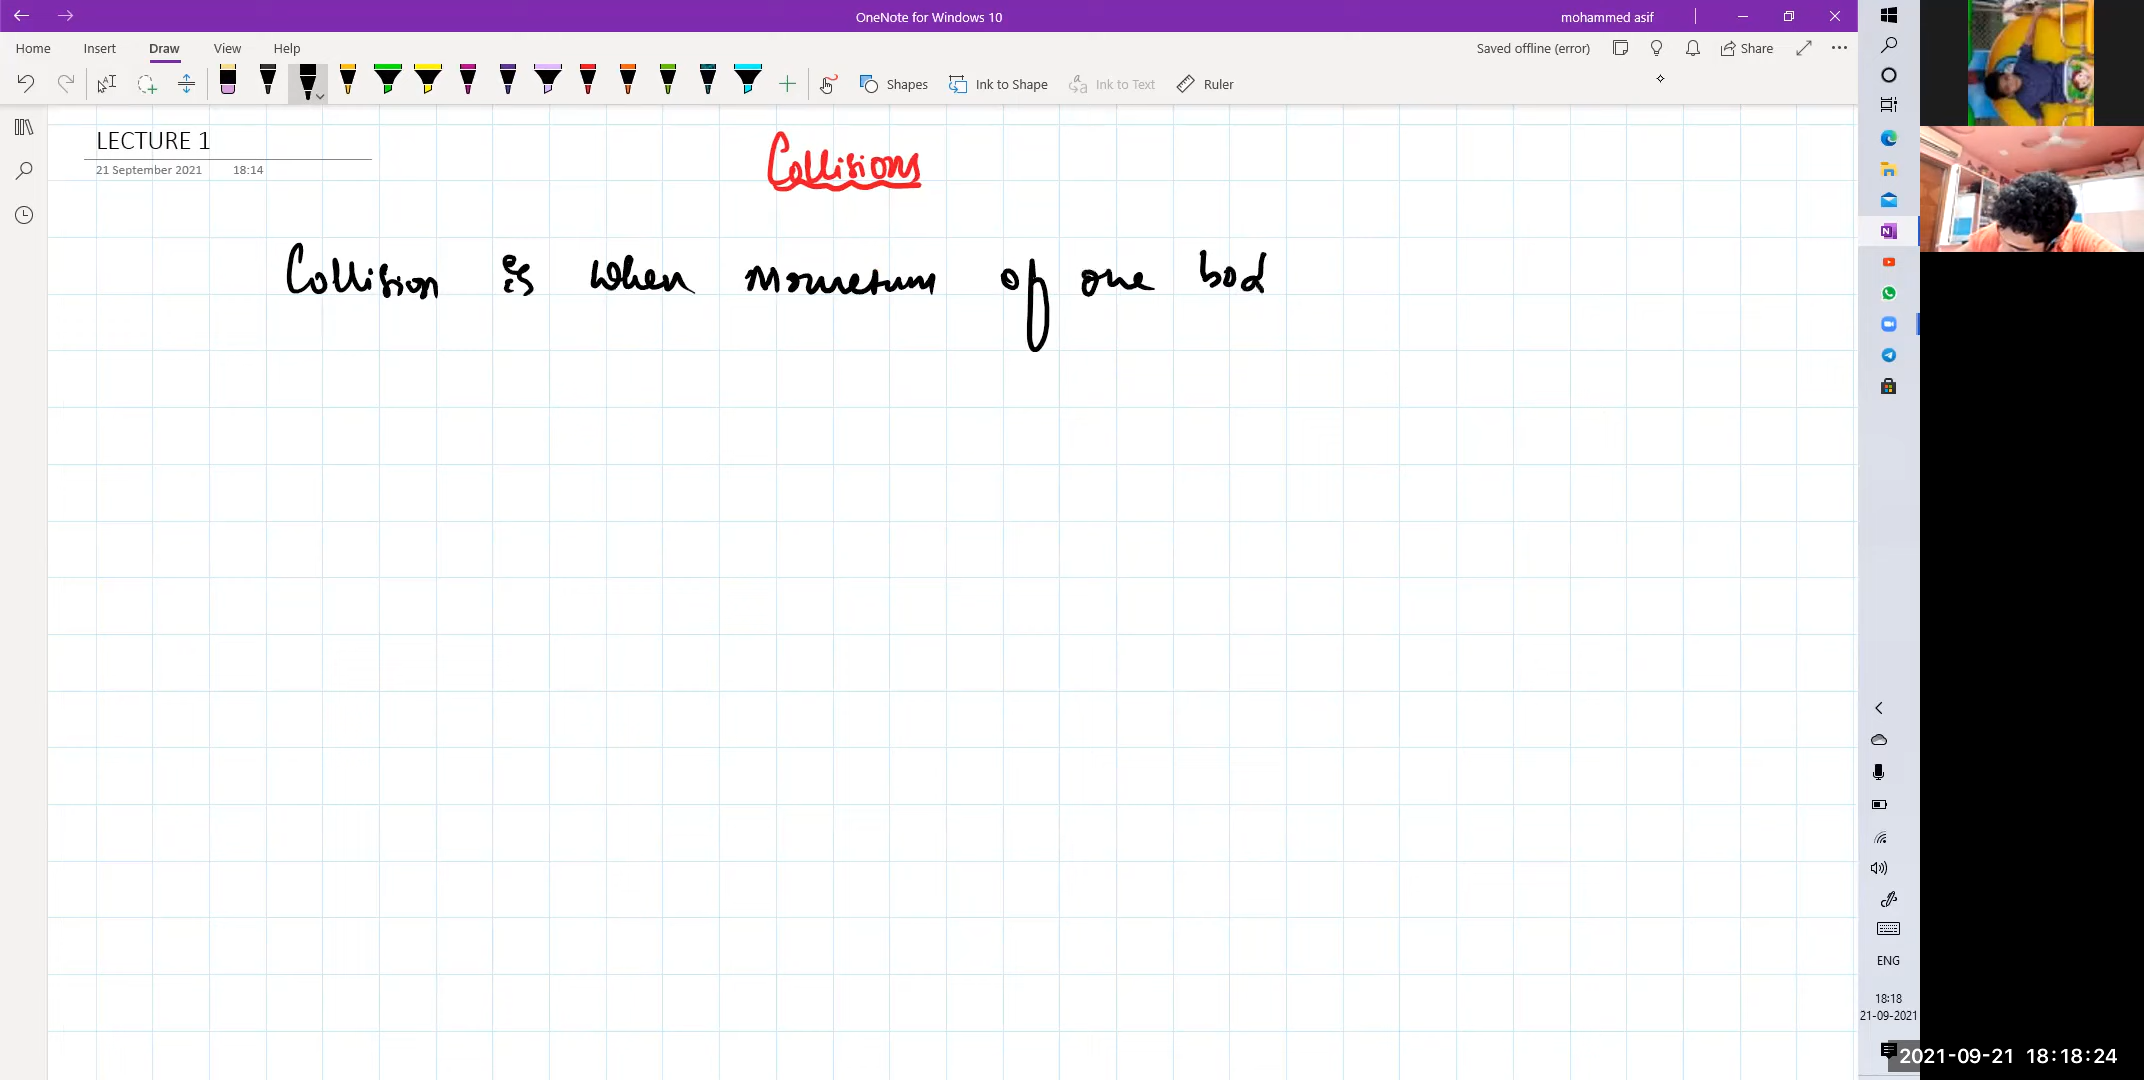 OneNote for Windows 10
mohammed asif
Home Insert Draw View Help
Saved offline (error) Share
Shapes Ink to Shape Ink to Text Ruler
LECTURE 1
21 September 2021 18:14
Collisions
Collision is when momentum of one bod
ENG
18:18
21-09-2021
2021-09-21 18:18:24